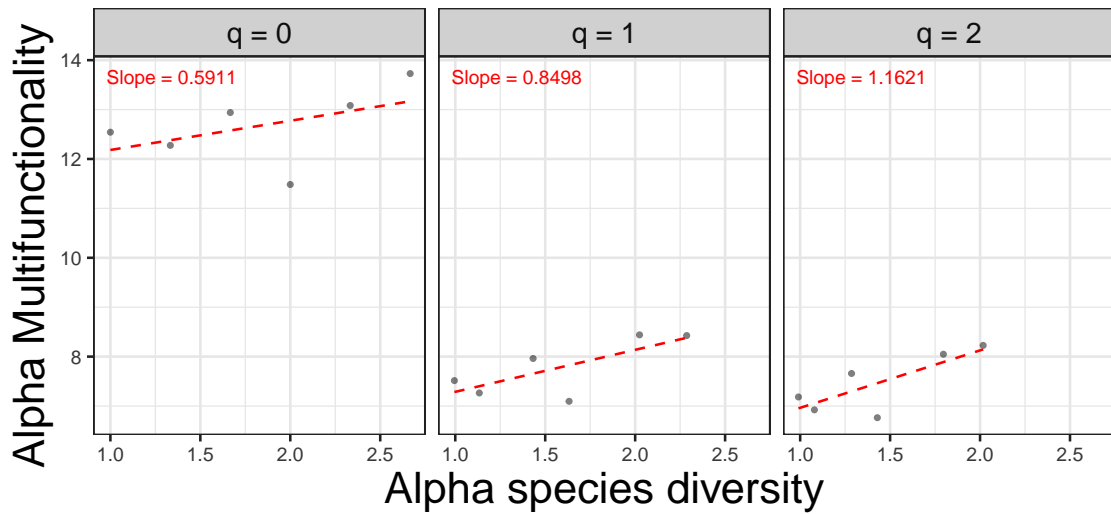 q = 0
q = 1
q = 2
Slope = 0.5911
Slope = 0.8498
Slope = 1.1621
Alpha Multifunctionality
14
12
10
8
1.0 1.5 2.0 2.5
1.0 1.5 2.0 2.5
1.0 1.5 2.0 2.5
Alpha species diversity